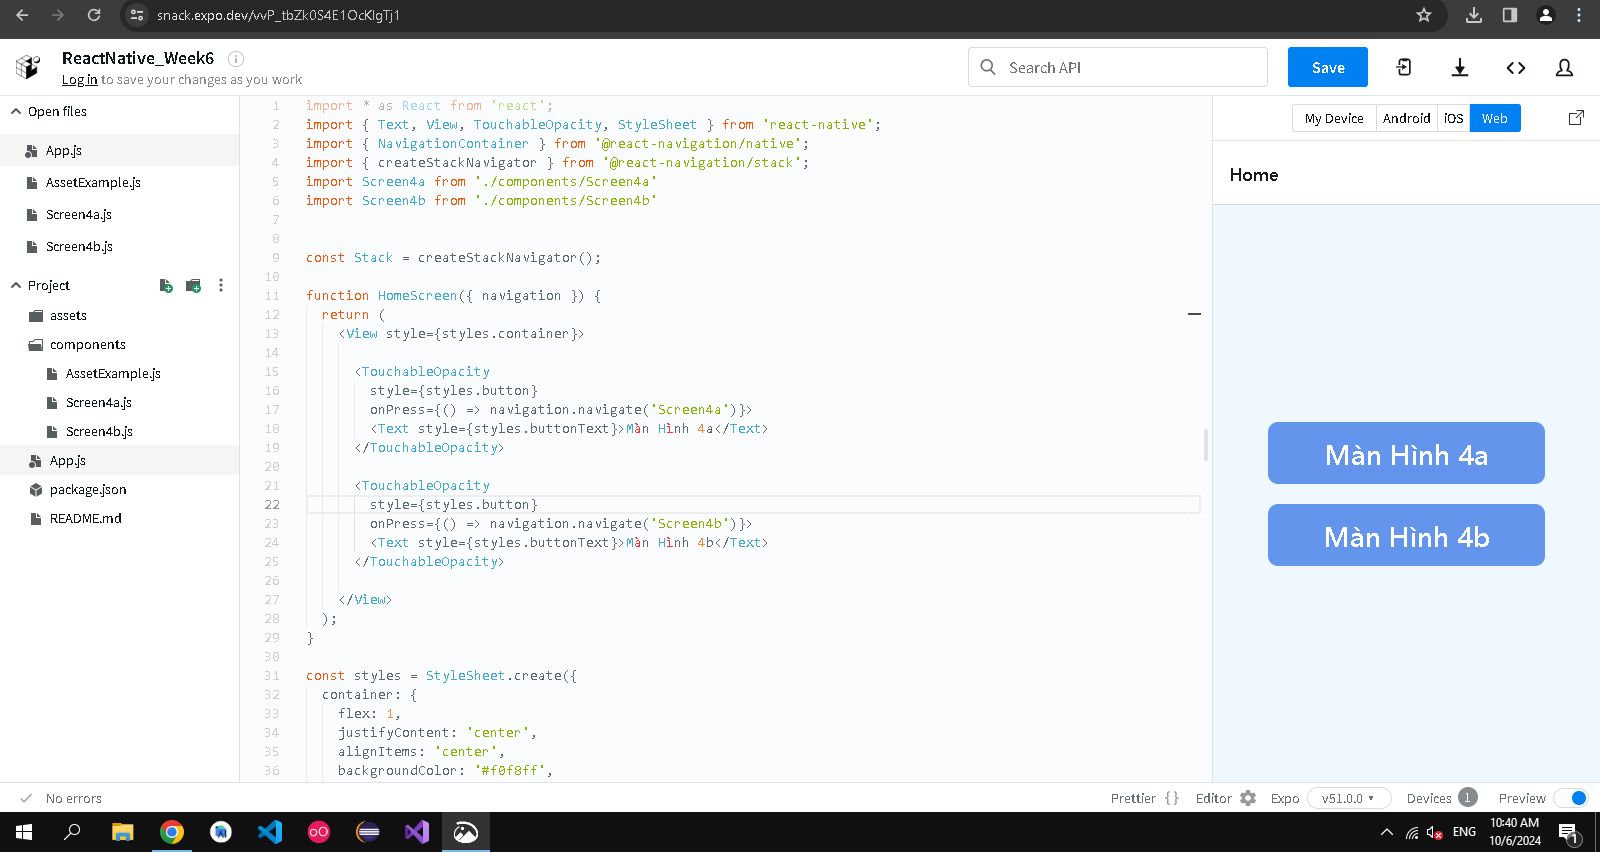 snack.expo.dev/vvP_tbZk0S4E1OcKlgTj1
ReactNative_Week6
Log in to save your changes as you work
Search API
Save
Open files
App.js
AssetExample.js
Screen4a.js
Screen4b.js
Project
assets
components
AssetExample.js
Screen4a.js
Screen4b.js
App.js
package.json
README.md
1 import * as React from 'react';
2 import { Text, View, TouchableOpacity, StyleSheet } from 'react-native';
3 import { NavigationContainer } from '@react-navigation/native';
4 import { createStackNavigator } from '@react-navigation/stack';
5 import Screen4a from './components/Screen4a'
6 import Screen4b from './components/Screen4b'
7
8
9 const Stack = createStackNavigator();
10
11 function HomeScreen({ navigation }) {
12 return (
13 <View style={styles.container}>
14
15 <TouchableOpacity
16 style={styles.button}
17 onPress={() => navigation.navigate('Screen4a')}>
18 <Text style={styles.buttonText}>Màn Hình 4a</Text>
19 </TouchableOpacity>
20
21 <TouchableOpacity
22 style={styles.button}
23 onPress={() => navigation.navigate('Screen4b')}>
24 <Text style={styles.buttonText}>Màn Hình 4b</Text>
25 </TouchableOpacity>
26
27 </View>
28 );
29 }
30
31 const styles = StyleSheet.create({
32 container: {
33 flex: 1,
34 justifyContent: 'center',
35 alignItems: 'center',
36 backgroundColor: '#f0f8ff',
My Device Android iOS Web
Home
Màn Hình 4a
Màn Hình 4b
No errors
Prettier {} Editor Expo v51.0.0 Devices 1 Preview
ENG
10:40 AM
10/6/2024
1